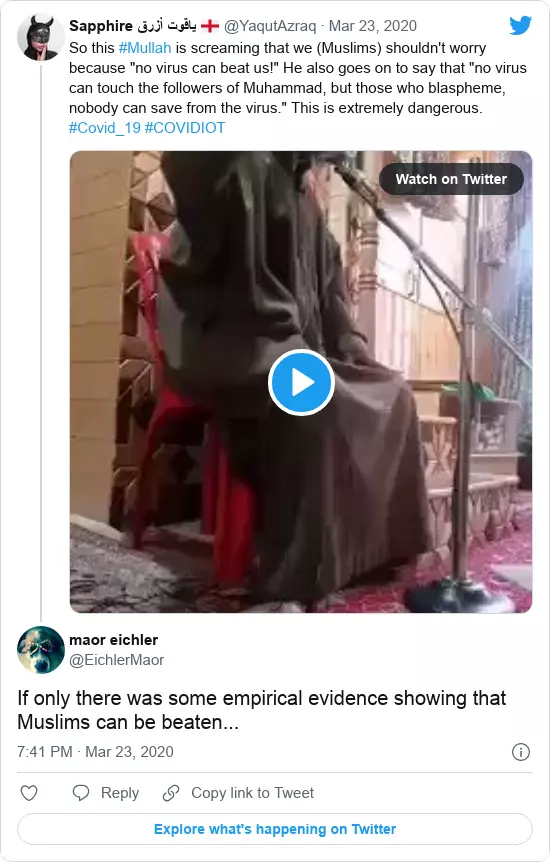 Sapphire ياقوت أزرق @YaqutAzraq · Mar 23, 2020
So this #Mullah is screaming that we (Muslims) shouldn't worry
because "no virus can beat us!" He also goes on to say that "no virus
can touch the followers of Muhammad, but those who blaspheme,
nobody can save from the virus." This is extremely dangerous.
#Covid_19 #COVIDIOT
Watch on Twitter
maor eichler
@EichlerMaor
If only there was some empirical evidence showing that
Muslims can be beaten...
7:41 PM · Mar 23, 2020
Reply Copy link to Tweet
Explore what's happening on Twitter